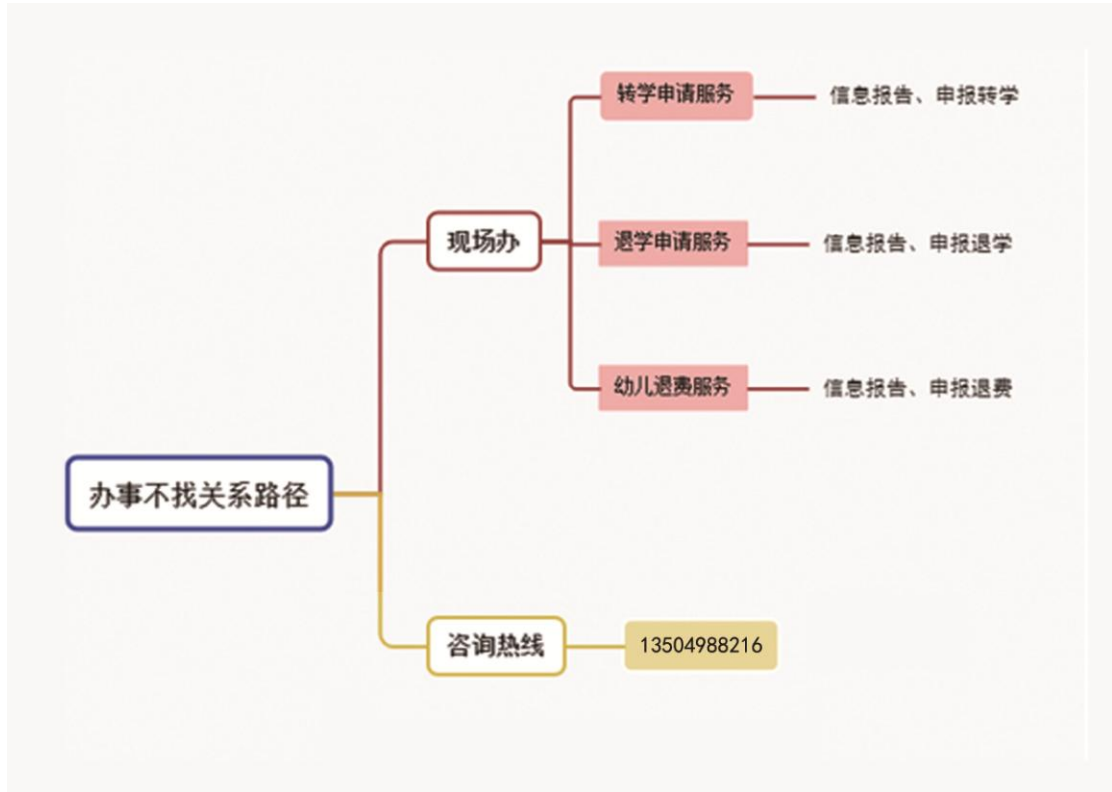 转学申请服务
信息报告、申报转学
现场办
退学申请服务
信息报告、申报退学
幼儿退费服务
信息报告、申报退费
办事不找关系路径
咨询热线
13504988216